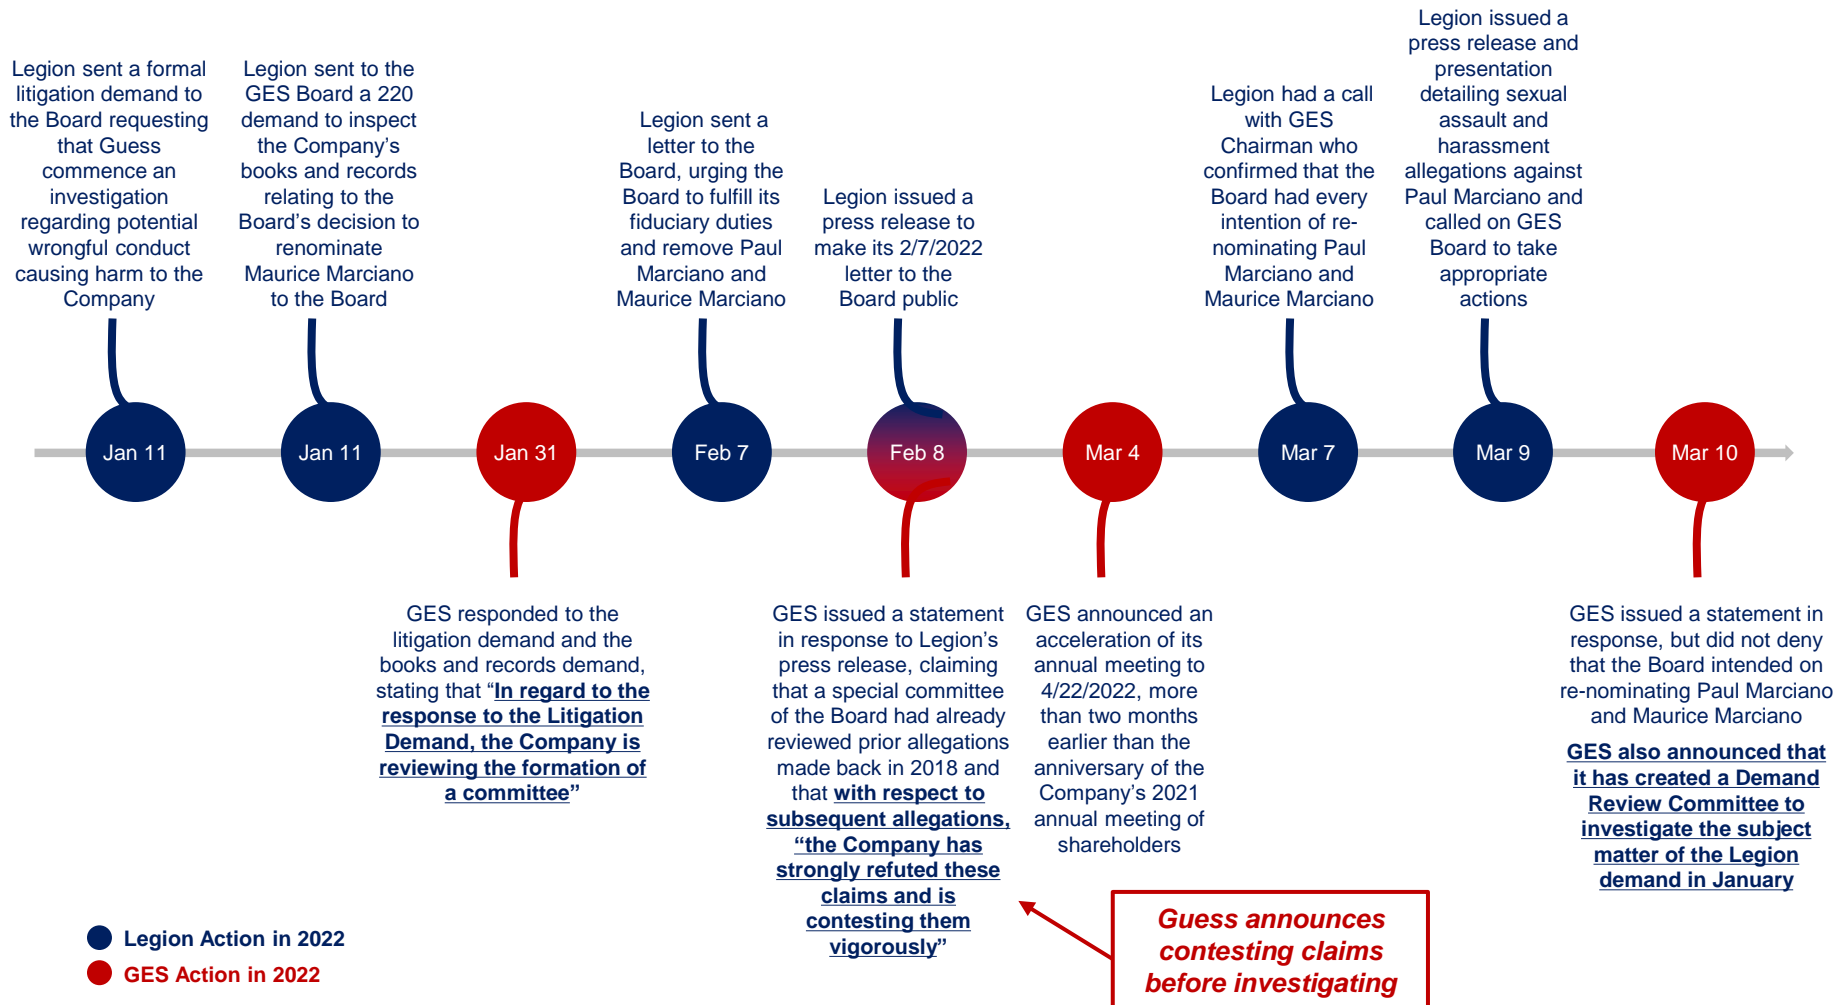 Legion sent a formal
litigation demand to
the Board requesting
that Guess
commence an
investigation
regarding potential
wrongful conduct
causing harm to the
Company
Legion sent to the
GES Board a 220
demand to inspect
the Company's
books and records
relating to the
Board's decision to
renominate
Maurice Marciano
to the Board
Legion sent a
letter to the
Board, urging the
Board to fulfill its
fiduciary duties
and remove Paul
Marciano and
Maurice Marciano
Legion issued a
press release to
make its 2/7/2022
letter to the
Board public
Legion had a call
with GES
Chairman who
confirmed that the
Board had every
intention of re-
nominating Paul
Marciano and
Maurice Marciano
Legion issued a
press release and
presentation
detailing sexual
assault and
harassment
allegations against
Paul Marciano and
called on GES
Board to take
appropriate
actions
Jan 11
Jan 11
Jan 31
Feb 7
Feb 8
Mar 4
Mar 7
Mar 9
Mar 10
GES responded to the
litigation demand and the
books and records demand,
stating that “In regard to the
response to the Litigation
Demand, the Company is
reviewing the formation of
a committee”
GES issued a statement
in response to Legion's
press release, claiming
that a special committee
of the Board had already
reviewed prior allegations
made back in 2018 and
that with respect to
subsequent allegations,
“the Company has
strongly refuted these
claims and is
contesting them
vigorously”
GES announced an
acceleration of its
annual meeting to
4/22/2022, more
than two months
earlier than the
anniversary of the
Company's 2021
annual meeting of
shareholders
GES issued a statement in
response, but did not deny
that the Board intended on
re-nominating Paul Marciano
and Maurice Marciano
GES also announced that
it has created a Demand
Review Committee to
investigate the subject
matter of the Legion
demand in January
Guess announces
contesting claims
before investigating
Legion Action in 2022
GES Action in 2022